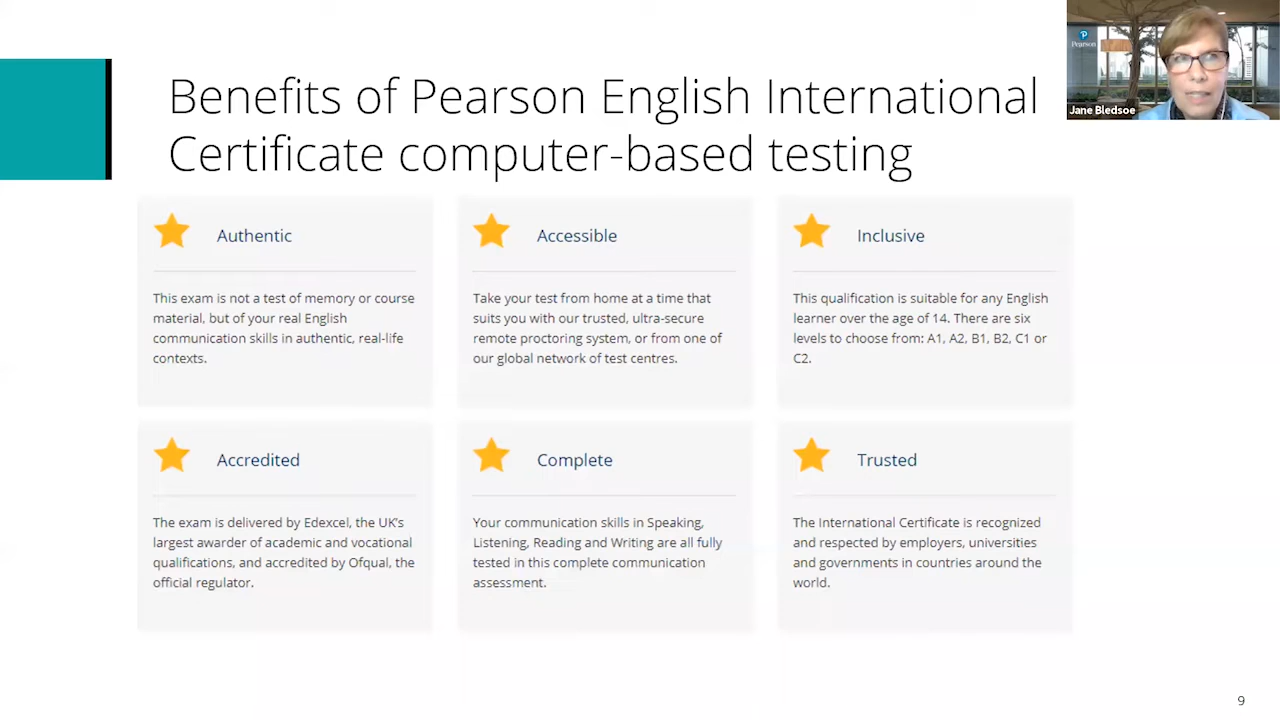 Benefits of Pearson English International
Certificate computer-based testing
Pearson
Jane Bledsoe
Authentic
This exam is not a test of memory or course
material, but of your real English
communication skills in authentic, real-life
contexts.
Accessible
Take your test from home at a time that
suits you with our trusted, ultra-secure
remote proctoring system, or from one of
our global network of test centres.
Inclusive
This qualification is suitable for any English
learner over the age of 14. There are six
levels to choose from: A1, A2, B1, B2, C1 or
C2.
Accredited
The exam is delivered by Edexcel, the UK's
largest awarder of academic and vocational
qualifications, and accredited by Ofqual, the
official regulator.
Complete
Your communication skills in Speaking,
Listening, Reading and Writing are all fully
tested in this complete communication
assessment.
Trusted
The International Certificate is recognized
and respected by employers, universities
and governments in countries around the
world.
9